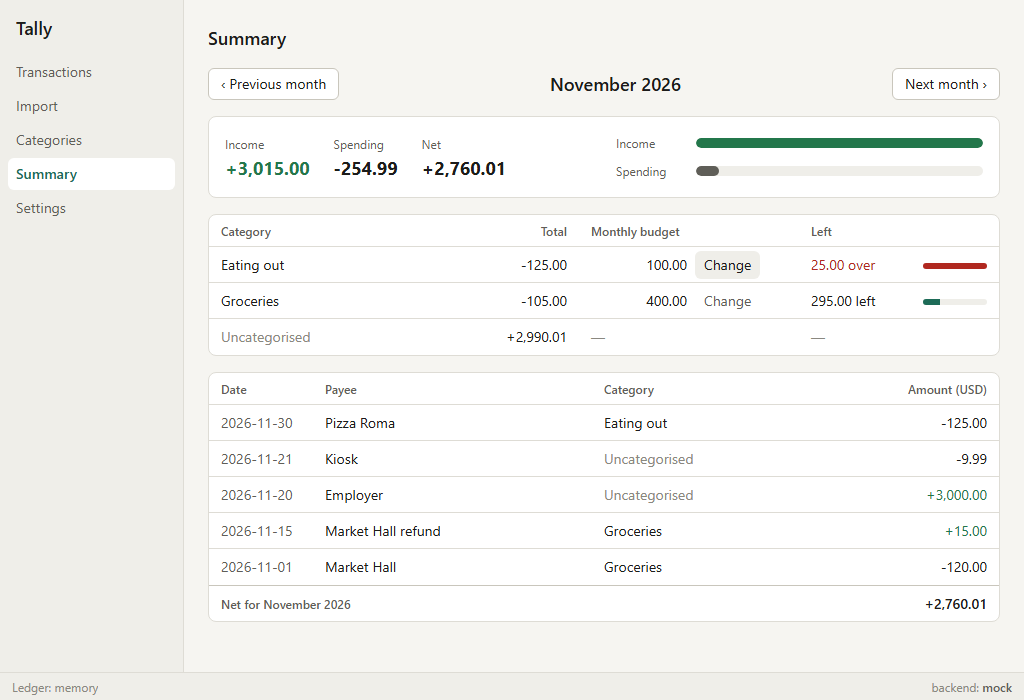 Tally
Transactions
Import
Categories
Summary
Settings
Summary
‹ Previous month
November 2026
Next month ›
Income
Spending
Net
+3,015.00
-254.99
+2,760.01
Income
Spending
Category Total Monthly budget Left
Eating out -125.00 100.00 Change 25.00 over
Groceries -105.00 400.00 Change 295.00 left
Uncategorised +2,990.01 — —
Date Payee Category Amount (USD)
2026-11-30 Pizza Roma Eating out -125.00
2026-11-21 Kiosk Uncategorised -9.99
2026-11-20 Employer Uncategorised +3,000.00
2026-11-15 Market Hall refund Groceries +15.00
2026-11-01 Market Hall Groceries -120.00
Net for November 2026 +2,760.01
Ledger: memory
backend: mock